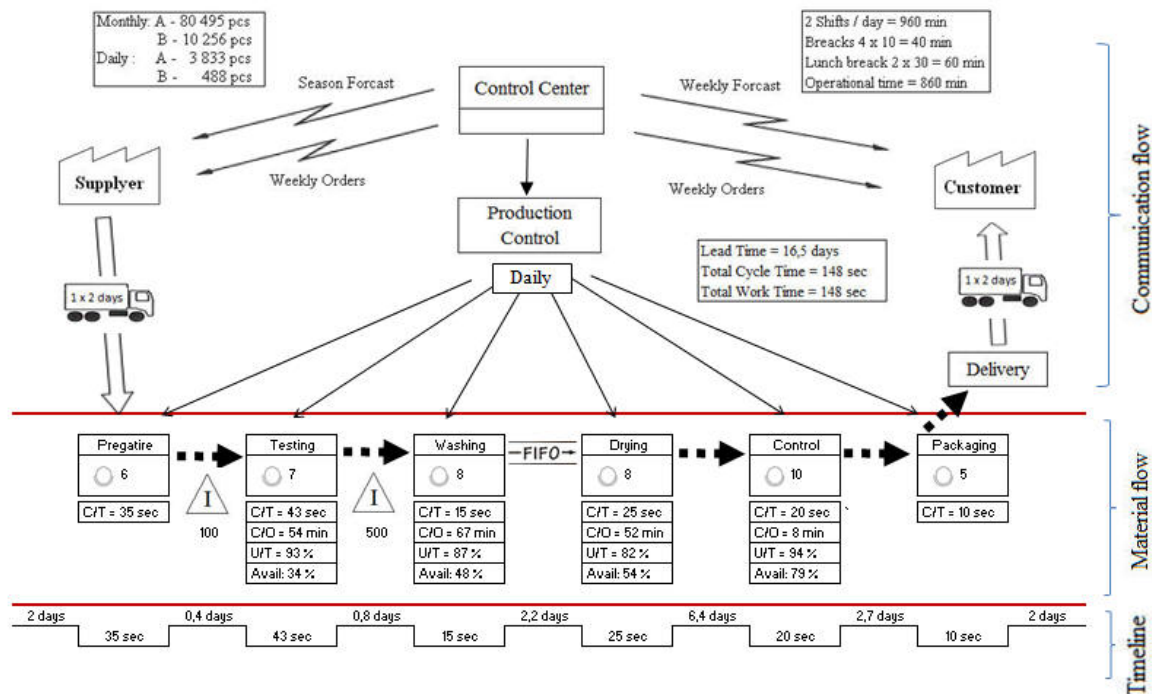 Monthly: A - 80 495 pcs
B - 10 256 pcs
Daily : A - 3 833 pcs
B - 488 pcs
2 Shifts / day = 960 min
Breacks 4 x 10 = 40 min
Lunch breack 2 x 30 = 60 min
Operational time = 860 min
Season Forcast
Control Center
Weekly Forcast
Supplyer
Weekly Orders
Weekly Orders
Customer
Production
Control
Daily
Lead Time = 16,5 days
Total Cycle Time = 148 sec
Total Work Time = 148 sec
1 x 2 days
1 x 2 days
Delivery
Communication flow
Pregatire
6
C/T = 35 sec
I
100
Testing
7
C/T = 43 sec
C/O = 54 min
U/T = 93 %
Avail: 34 %
I
500
Washing
8
C/T = 15 sec
C/O = 67 min
U/T = 87 %
Avail: 48 %
FIFO
Drying
8
C/T = 25 sec
C/O = 52 min
U/T = 82 %
Avail: 54 %
Control
10
C/T = 20 sec
C/O = 8 min
U/T = 94 %
Avail: 79 %
Packaging
5
C/T = 10 sec
Material flow
2 days 0,4 days 0,8 days 2,2 days 6,4 days 2,7 days 2 days
35 sec 43 sec 15 sec 25 sec 20 sec 10 sec
Timeline